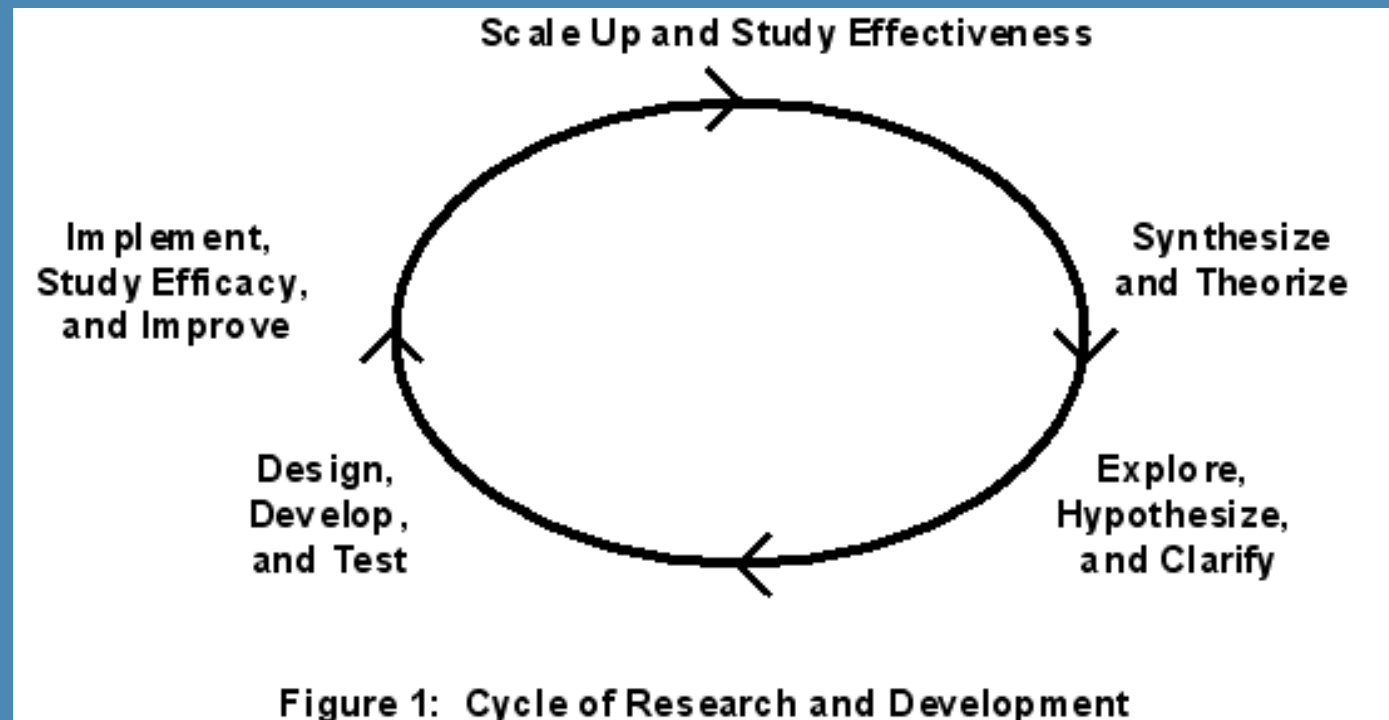 Scale Up and Study Effectiveness
Implement,
Study Efficacy,
and Improve
Synthesize
and Theorize
Design,
Develop,
and Test
Explore,
Hypothesize,
and Clarify
Figure 1: Cycle of Research and Development